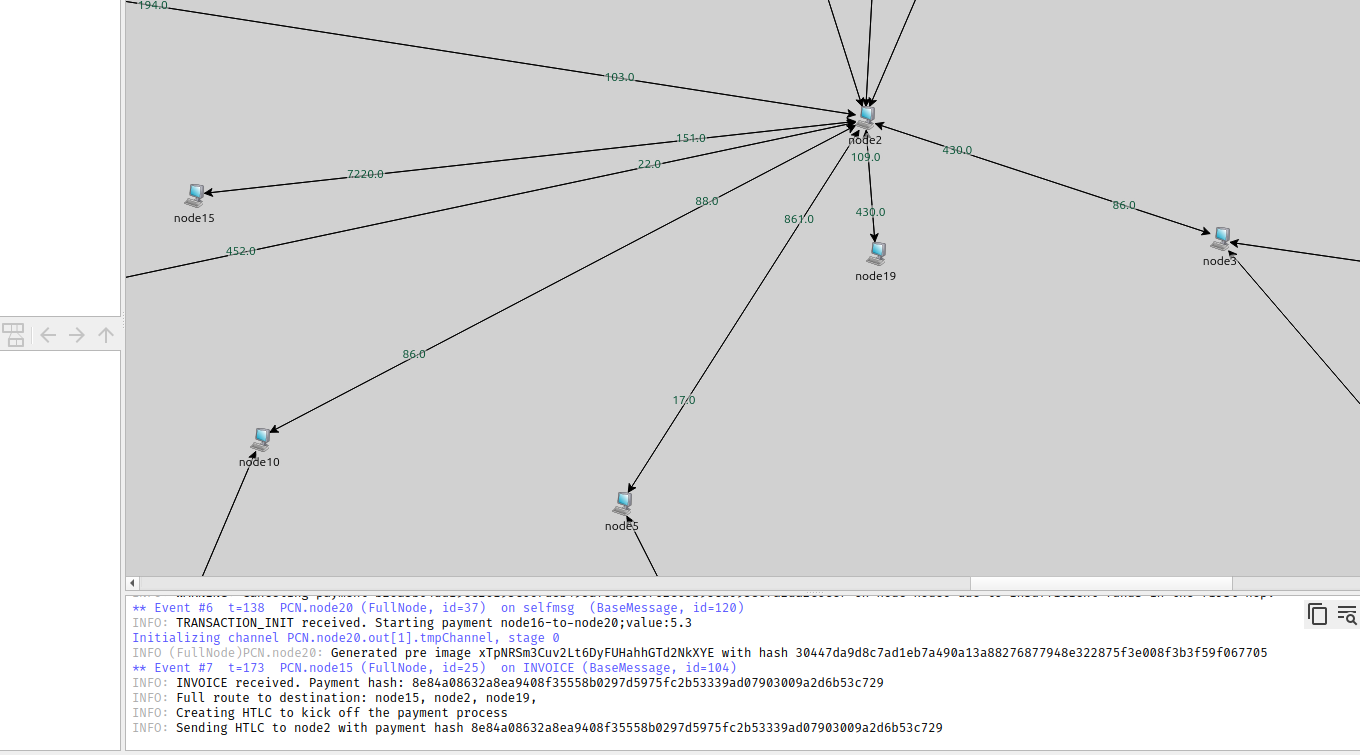 194.0
103.0
node2
151.0
109.0
430.0
22.0
7220.0
88.0
86.0
node15
430.0
861.0
452.0
node3
node19
86.0
17.0
node10
node5
** Event #6 t=138 PCN.node20 (FullNode, id=37) on selfmsg (BaseMessage, id=120)
INFO: TRANSACTION_INIT received. Starting payment node16-to-node20;value:5.3
Initializing channel PCN.node20.out[1].tmpChannel, stage 0
INFO (FullNode)PCN.node20: Generated pre image xTpNRSm3Cuv2Lt6DyFUHahhGTd2NkXYE with hash 30447da9d8c7ad1eb7a490a13a88276877948e322875f3e008f3b3f59f067705
** Event #7 t=173 PCN.node15 (FullNode, id=25) on INVOICE (BaseMessage, id=104)
INFO: INVOICE received. Payment hash: 8e84a08632a8ea9408f35558b0297d5975fc2b53339ad07903009a2d6b53c729
INFO: Full route to destination: node15, node2, node19,
INFO: Creating HTLC to kick off the payment process
INFO: Sending HTLC to node2 with payment hash 8e84a08632a8ea9408f35558b0297d5975fc2b53339ad07903009a2d6b53c729